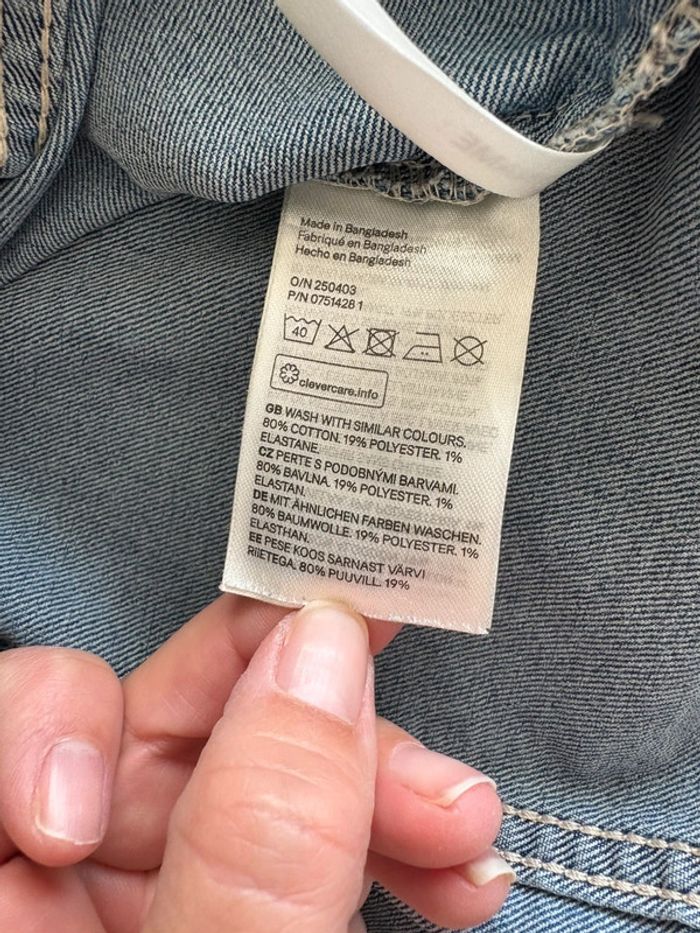 Made in Bangladesh
Fabriqué en Bangladesh
Hecho en Bangladesh
O/N 250403
P/N 0751428 1
40
clevercare.info
GB WASH WITH SIMILAR COLOURS.
80% COTTON. 19% POLYESTER. 1%
ELASTANE.
CZ PERTE S PODOBNÝMI BARVAMI.
80% BAVLNA. 19% POLYESTER. 1%
ELASTAN.
DE MIT ÄHNLICHEN FARBEN WASCHEN.
80% BAUMWOLLE. 19% POLYESTER. 1%
ELASTHAN.
EE PESE KOOS SARNAST VÄRVI
RIIETEGA. 80% PUUVILL. 19%